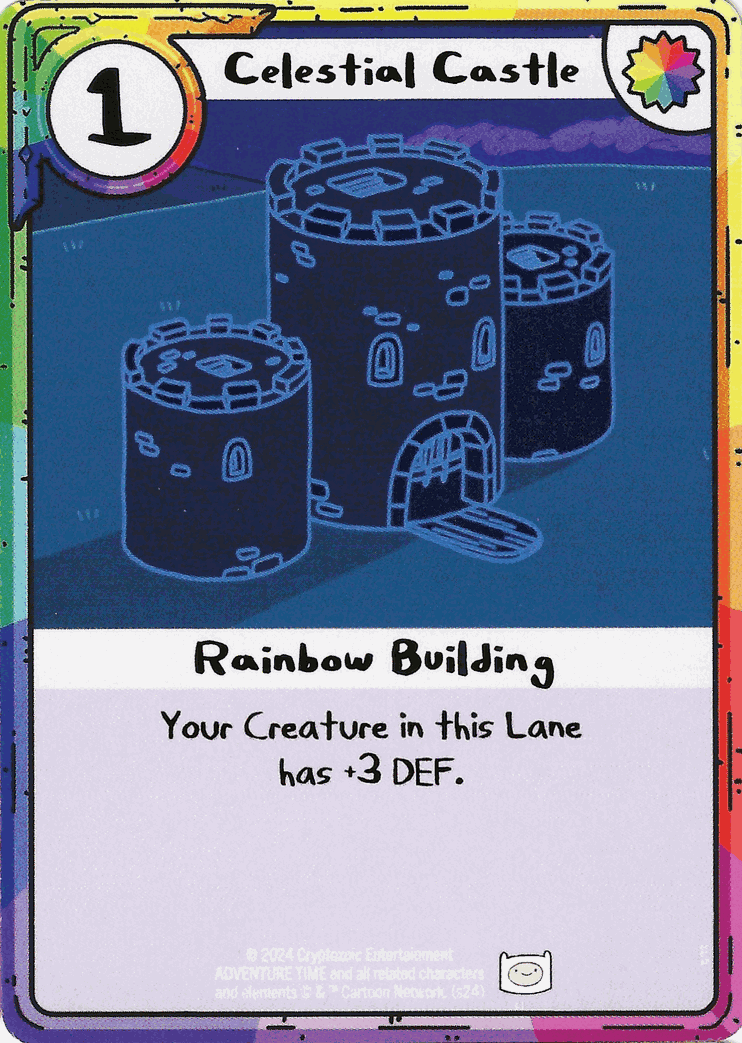 1
Celestial Castle
Rainbow Building
Your Creature in this Lane
has +3 DEF.
© 2024 Cryptozoic Entertainment
ADVENTURE TIME and all related characters
and elements © & ™ Cartoon Network. (s24)